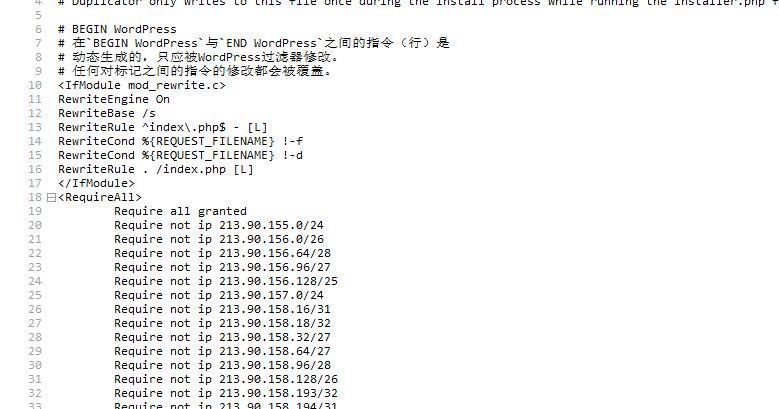 4 # Duplicator only writes to this file once during the install process while running the installer.php f
6 # BEGIN WordPress
7 # 在`BEGIN WordPress`与`END WordPress`之间的指令（行）是
8 # 动态生成的，只应被WordPress过滤器修改。
9 # 任何对标记之间的指令的修改都会被覆盖。
10 <IfModule mod_rewrite.c>
11 RewriteEngine On
12 RewriteBase /s
13 RewriteRule ^index\.php$ - [L]
14 RewriteCond %{REQUEST_FILENAME} !-f
15 RewriteCond %{REQUEST_FILENAME} !-d
16 RewriteRule . /index.php [L]
17 </IfModule>
18 <RequireAll>
19 Require all granted
20 Require not ip 213.90.155.0/24
21 Require not ip 213.90.156.0/26
22 Require not ip 213.90.156.64/28
23 Require not ip 213.90.156.96/27
24 Require not ip 213.90.156.128/25
25 Require not ip 213.90.157.0/24
26 Require not ip 213.90.158.16/31
27 Require not ip 213.90.158.18/32
28 Require not ip 213.90.158.32/27
29 Require not ip 213.90.158.64/27
30 Require not ip 213.90.158.96/28
31 Require not ip 213.90.158.128/26
32 Require not ip 213.90.158.193/32
33 Require not ip 213.90.158.194/31